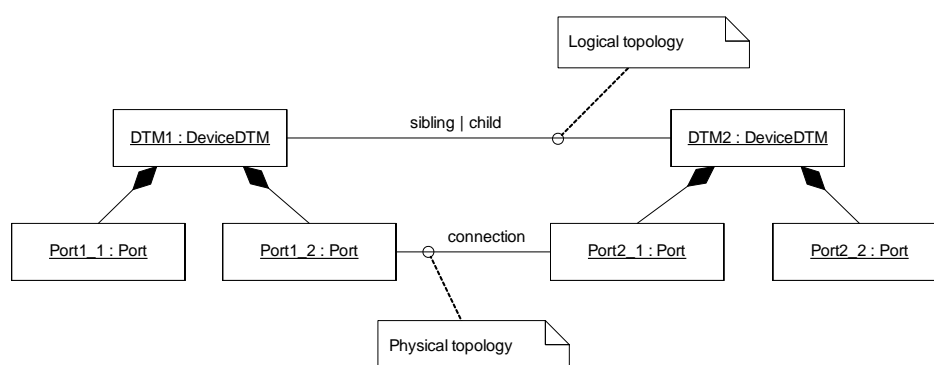 Logical topology
sibling | child
DTM1 : DeviceDTM
DTM2 : DeviceDTM
Port1_1 : Port
Port1_2 : Port
connection
Port2_1 : Port
Port2_2 : Port
Physical topology